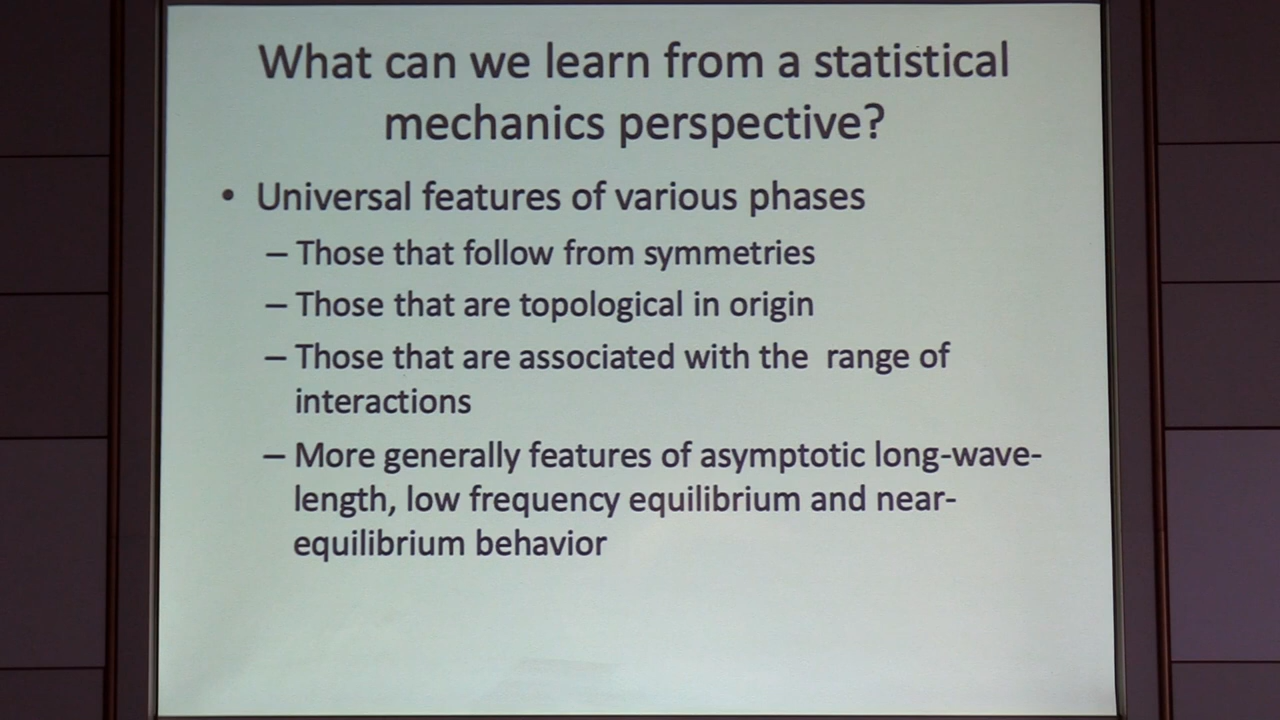 What can we learn from a statistical
mechanics perspective?
• Universal features of various phases
– Those that follow from symmetries
– Those that are topological in origin
– Those that are associated with the range of
interactions
– More generally features of asymptotic long-wave-
length, low frequency equilibrium and near-
equilibrium behavior